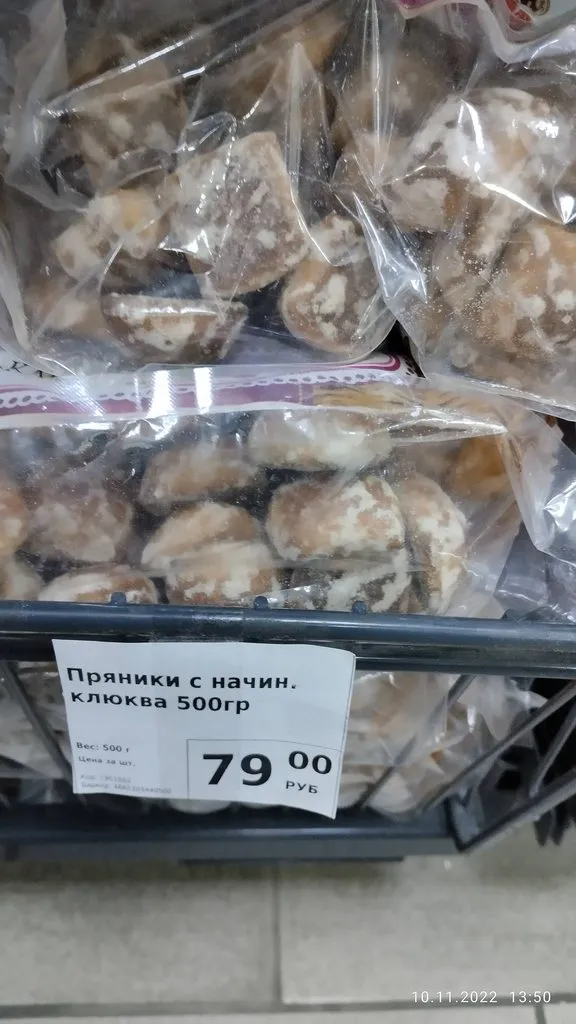 Пряники с начин.
клюква 500гр
Вес: 500 г
Цена за шт.
79 00
РУБ
10.11.2022 13:50